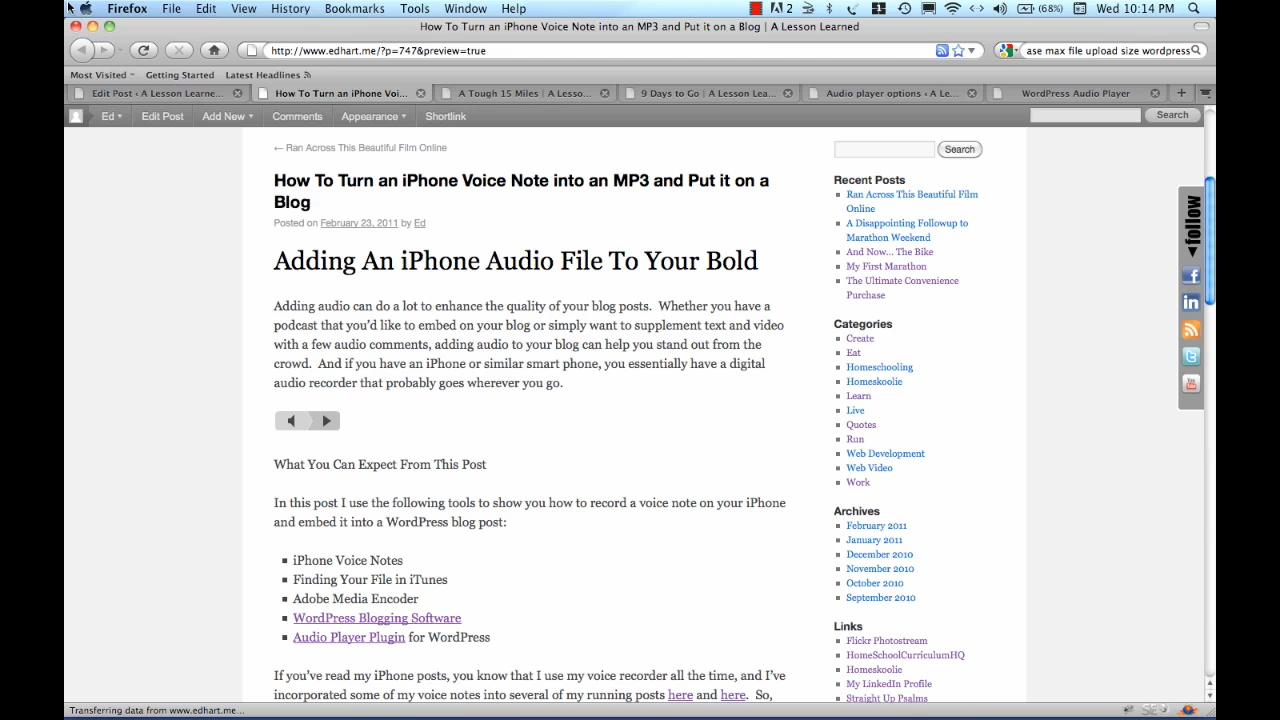 Firefox File Edit View History Bookmarks Tools Window Help 2 1 (68%) Wed 10:14 PM
How To Turn an iPhone Voice Note into an MP3 and Put it on a Blog | A Lesson Learned
http://www.edhart.me/?p=747&preview=true
ase max file upload size wordpress
Most Visited Getting Started Latest Headlines
Edit Post ‹ A Lesson Learne...
How To Turn an iPhone Voi...
A Tough 15 Miles | A Lesso...
9 Days to Go | A Lesson Lea...
Audio player options ‹ A Le...
WordPress Audio Player
Ed Edit Post Add New Comments Appearance Shortlink
Search
← Ran Across This Beautiful Film Online
How To Turn an iPhone Voice Note into an MP3 and Put it on a
Blog
Posted on February 23, 2011 by Ed
Adding An iPhone Audio File To Your Bold
Adding audio can do a lot to enhance the quality of your blog posts. Whether you have a
podcast that you'd like to embed on your blog or simply want to supplement text and video
with a few audio comments, adding audio to your blog can help you stand out from the
crowd. And if you have an iPhone or similar smart phone, you essentially have a digital
audio recorder that probably goes wherever you go.
What You Can Expect From This Post
In this post I use the following tools to show you how to record a voice note on your iPhone
and embed it into a WordPress blog post:
iPhone Voice Notes
Finding Your File in iTunes
Adobe Media Encoder
WordPress Blogging Software
Audio Player Plugin for WordPress
If you've read my iPhone posts, you know that I use my voice recorder all the time, and I've
incorporated some of my voice notes into several of my running posts here and here. So,
Search
Recent Posts
Ran Across This Beautiful Film
Online
A Disappointing Followup to
Marathon Weekend
And Now... The Bike
My First Marathon
The Ultimate Convenience
Purchase
Categories
Create
Eat
Homeschooling
Homeskoolie
Learn
Live
Quotes
Run
Web Development
Web Video
Work
Archives
February 2011
January 2011
December 2010
November 2010
October 2010
September 2010
Links
Flickr Photostream
HomeSchoolCurriculumHQ
Homeskoolie
My LinkedIn Profile
Straight Up Psalms
follow
Transferring data from www.edhart.me...